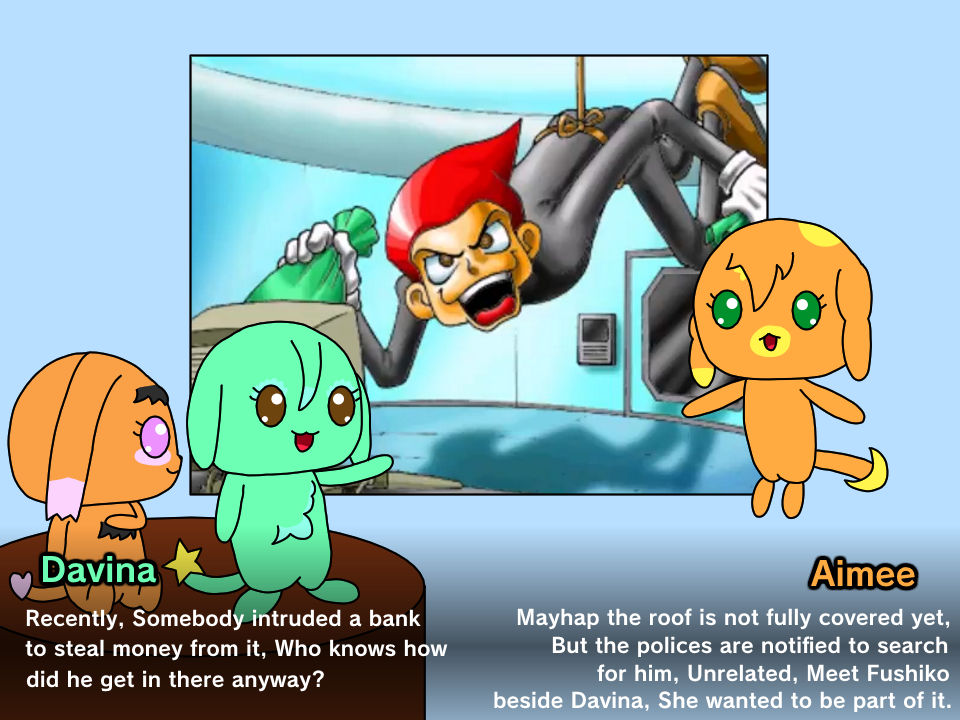 Davina
Recently, Somebody intruded a bank
to steal money from it, Who knows how
did he get in there anyway?
Aimee
Mayhap the roof is not fully covered yet,
But the polices are notified to search
for him, Unrelated, Meet Fushiko
beside Davina, She wanted to be part of it.